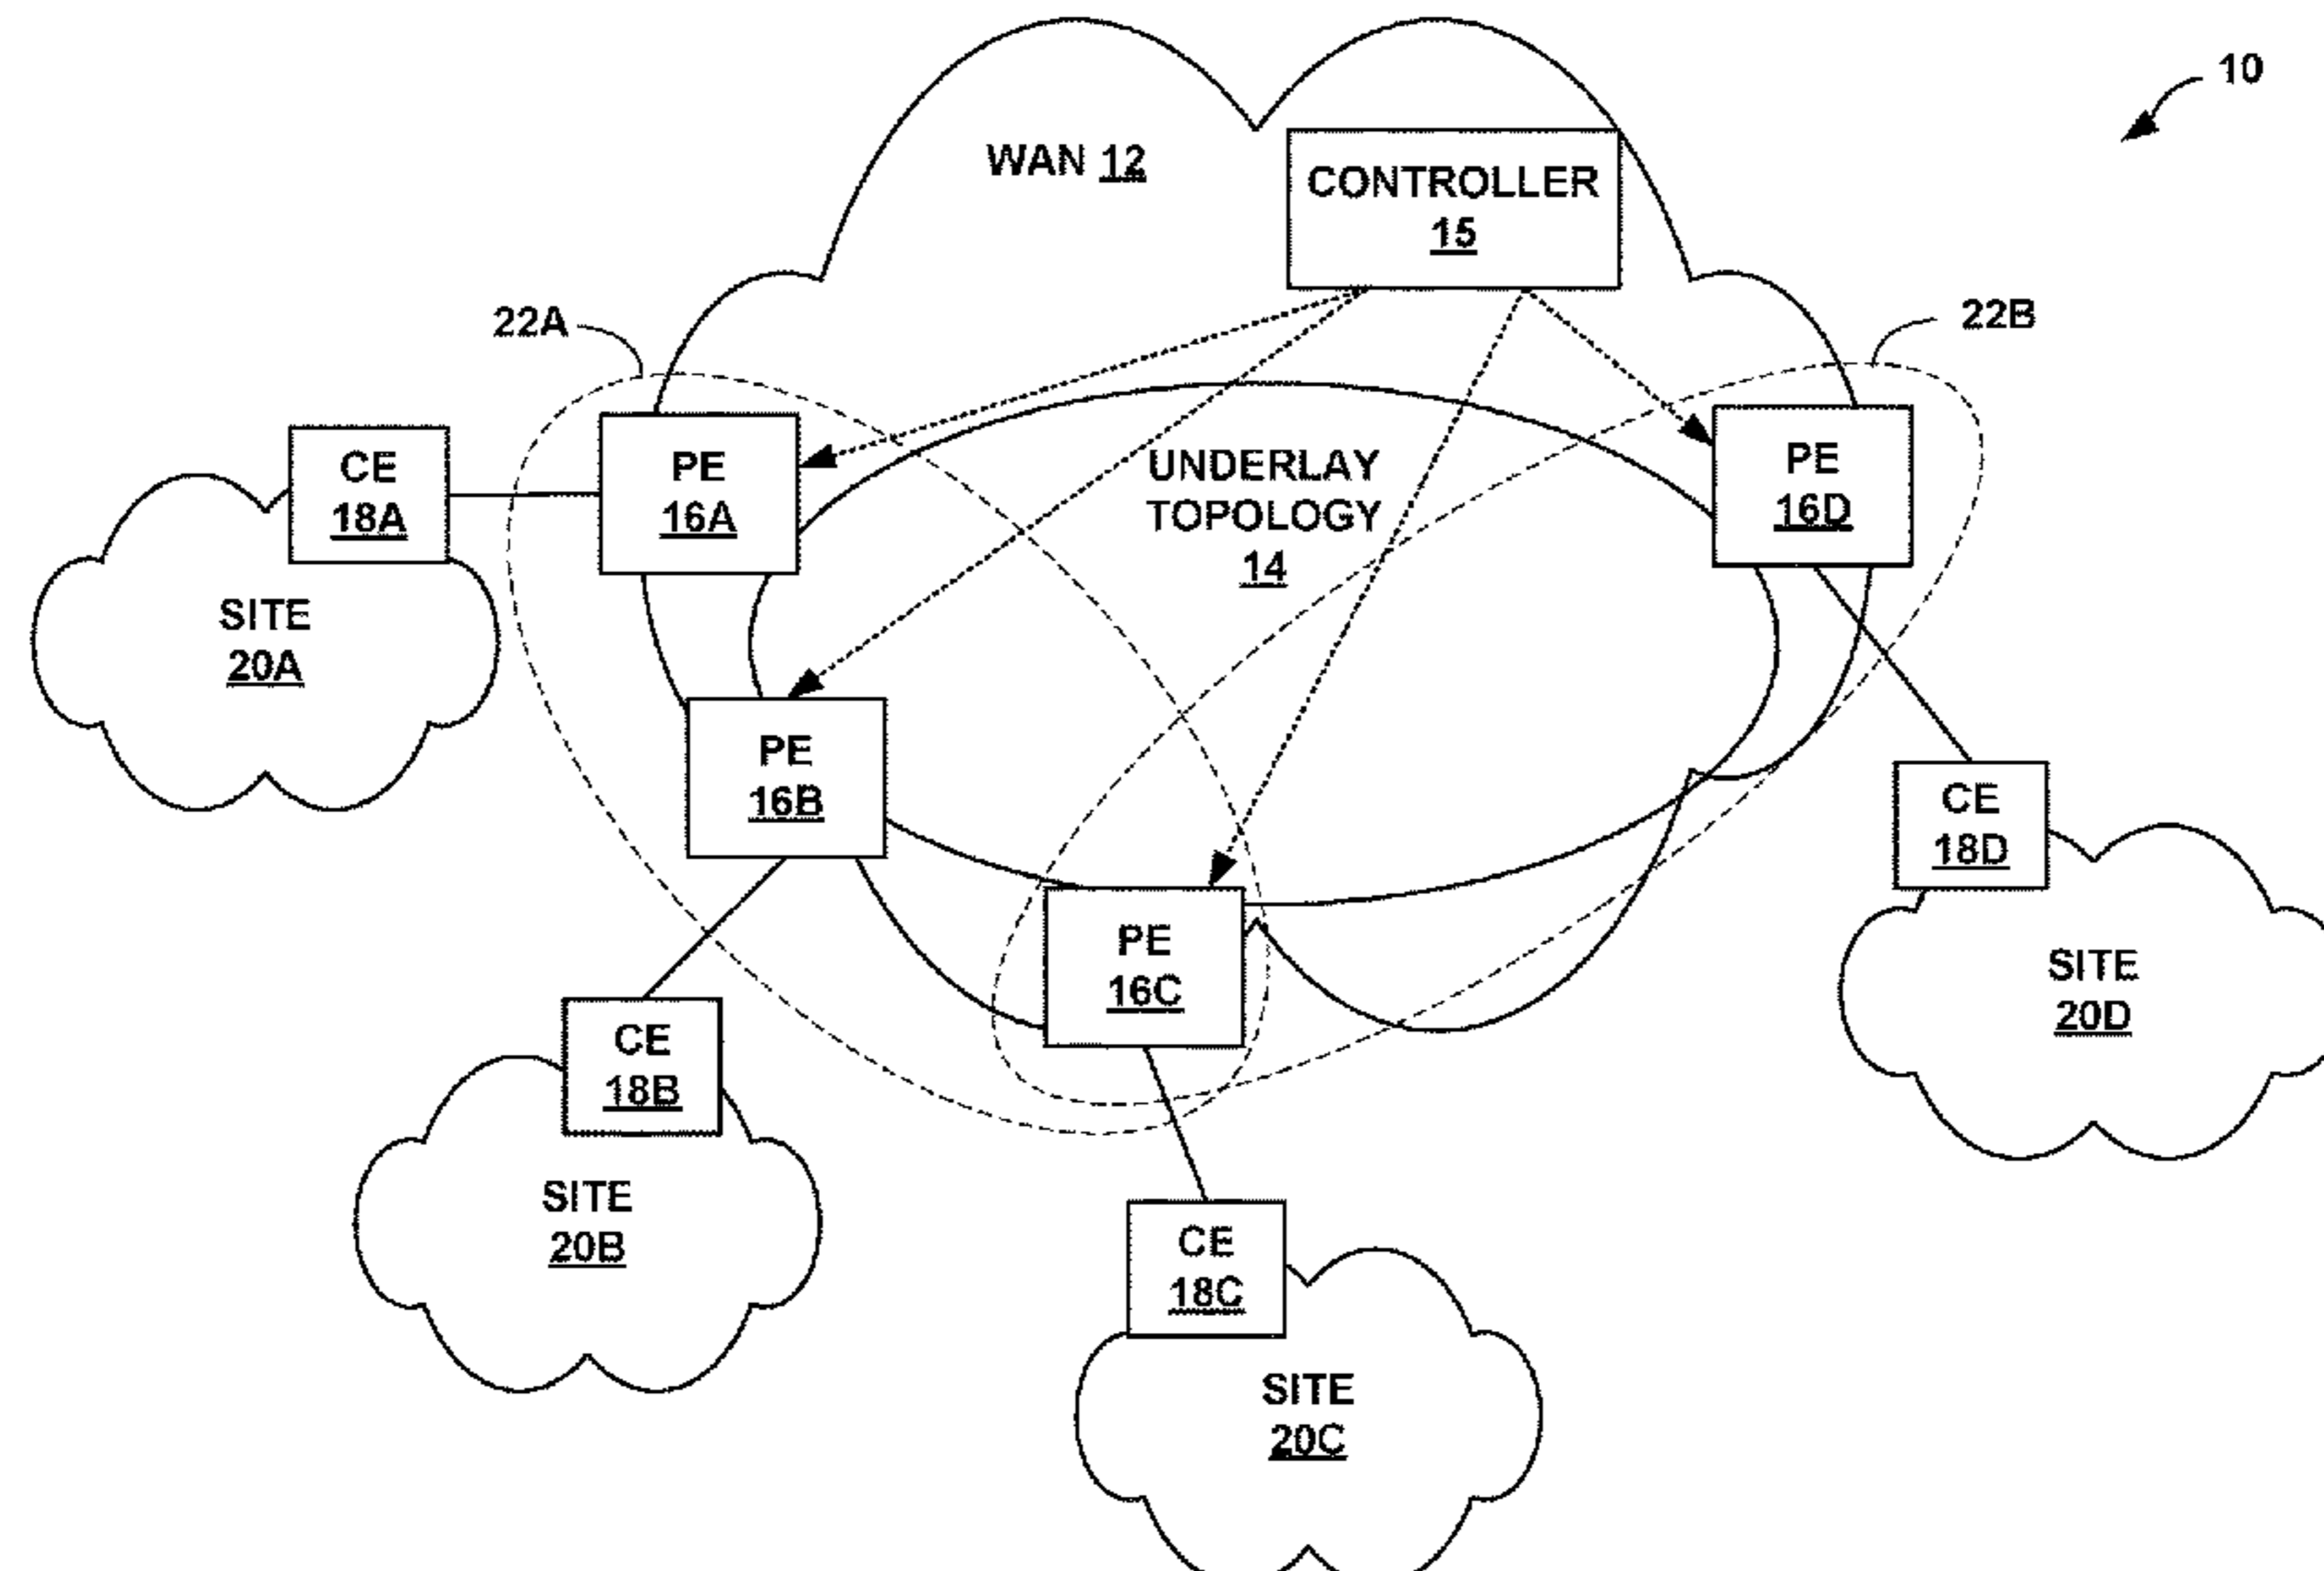 10
WAN 12
CONTROLLER
15
22A
22B
CE
18A
PE
16A
UNDERLAY
TOPOLOGY
14
PE
16D
SITE
20A
PE
16B
CE
18D
PE
16C
SITE
20D
CE
18B
SITE
20B
CE
18C
SITE
20C